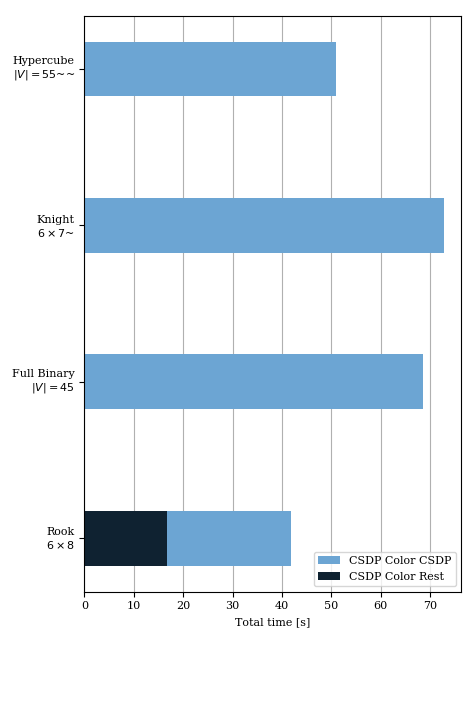 Hypercube
|V| = 55~~
Knight
6 × 7~
Full Binary
|V| = 45
Rook
6 × 8
CSDP Color CSDP
CSDP Color Rest
0 10 20 30 40 50 60 70
Total time [s]